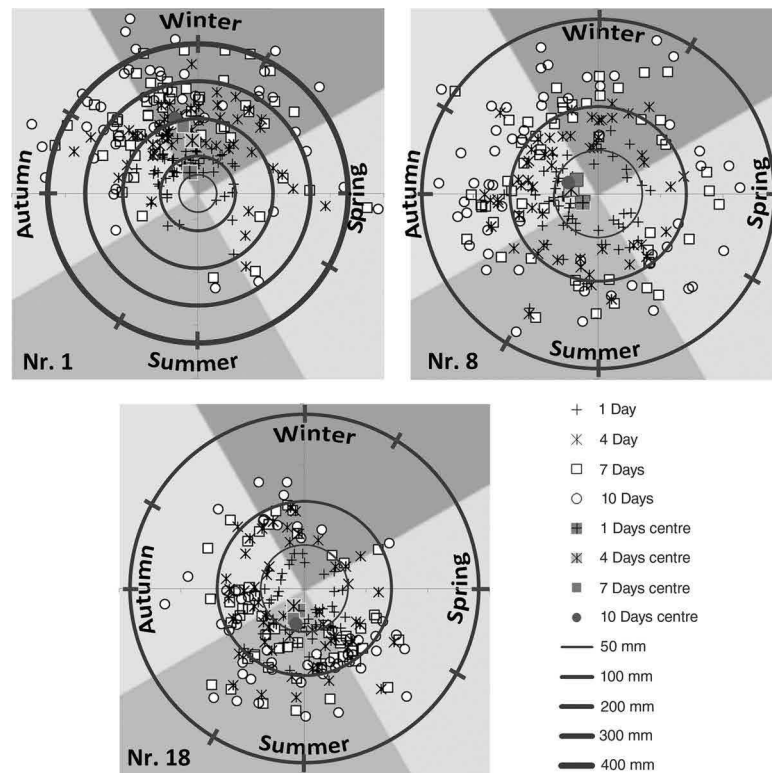 Winter
Autumn
Spring
Summer
Nr. 1
Winter
Autumn
Spring
Summer
Nr. 8
Winter
Autumn
Spring
Summer
Nr. 18
1 Day
4 Day
7 Days
10 Days
1 Days centre
4 Days centre
7 Days centre
10 Days centre
50 mm
100 mm
200 mm
300 mm
400 mm